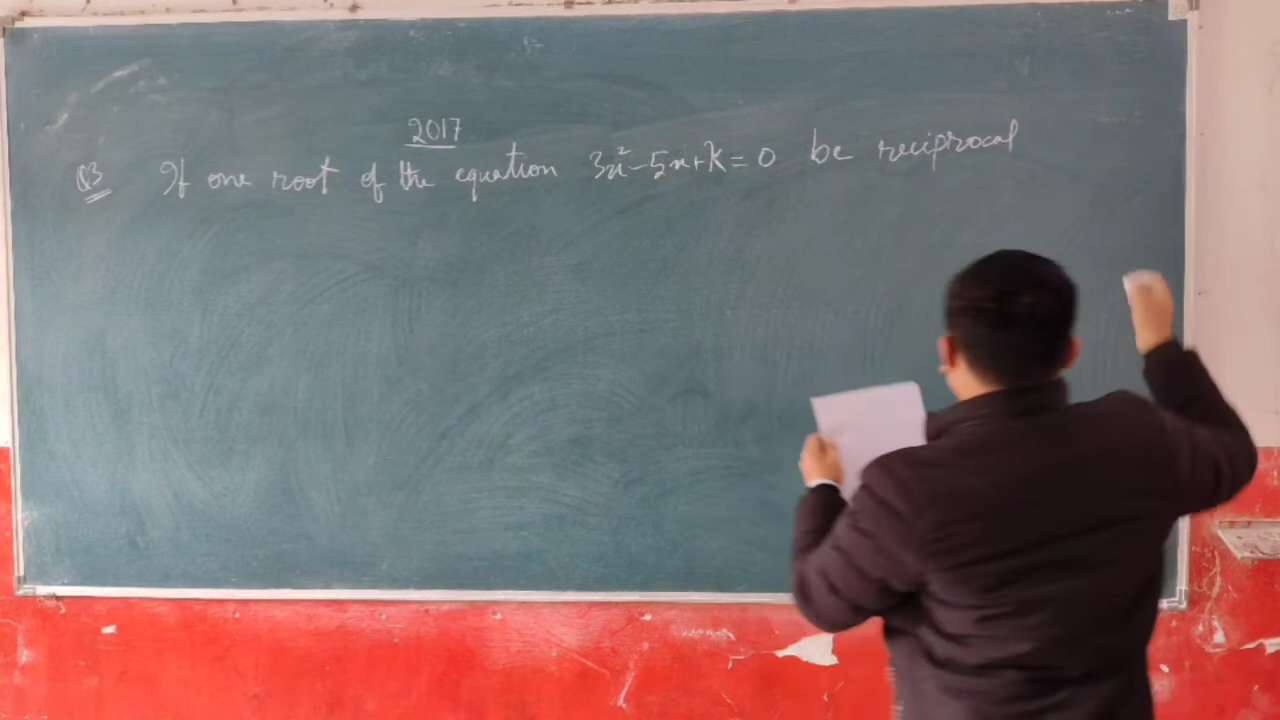 2017
Q3 If one root of the equation 3x²-5x+k=0 be reciprocal